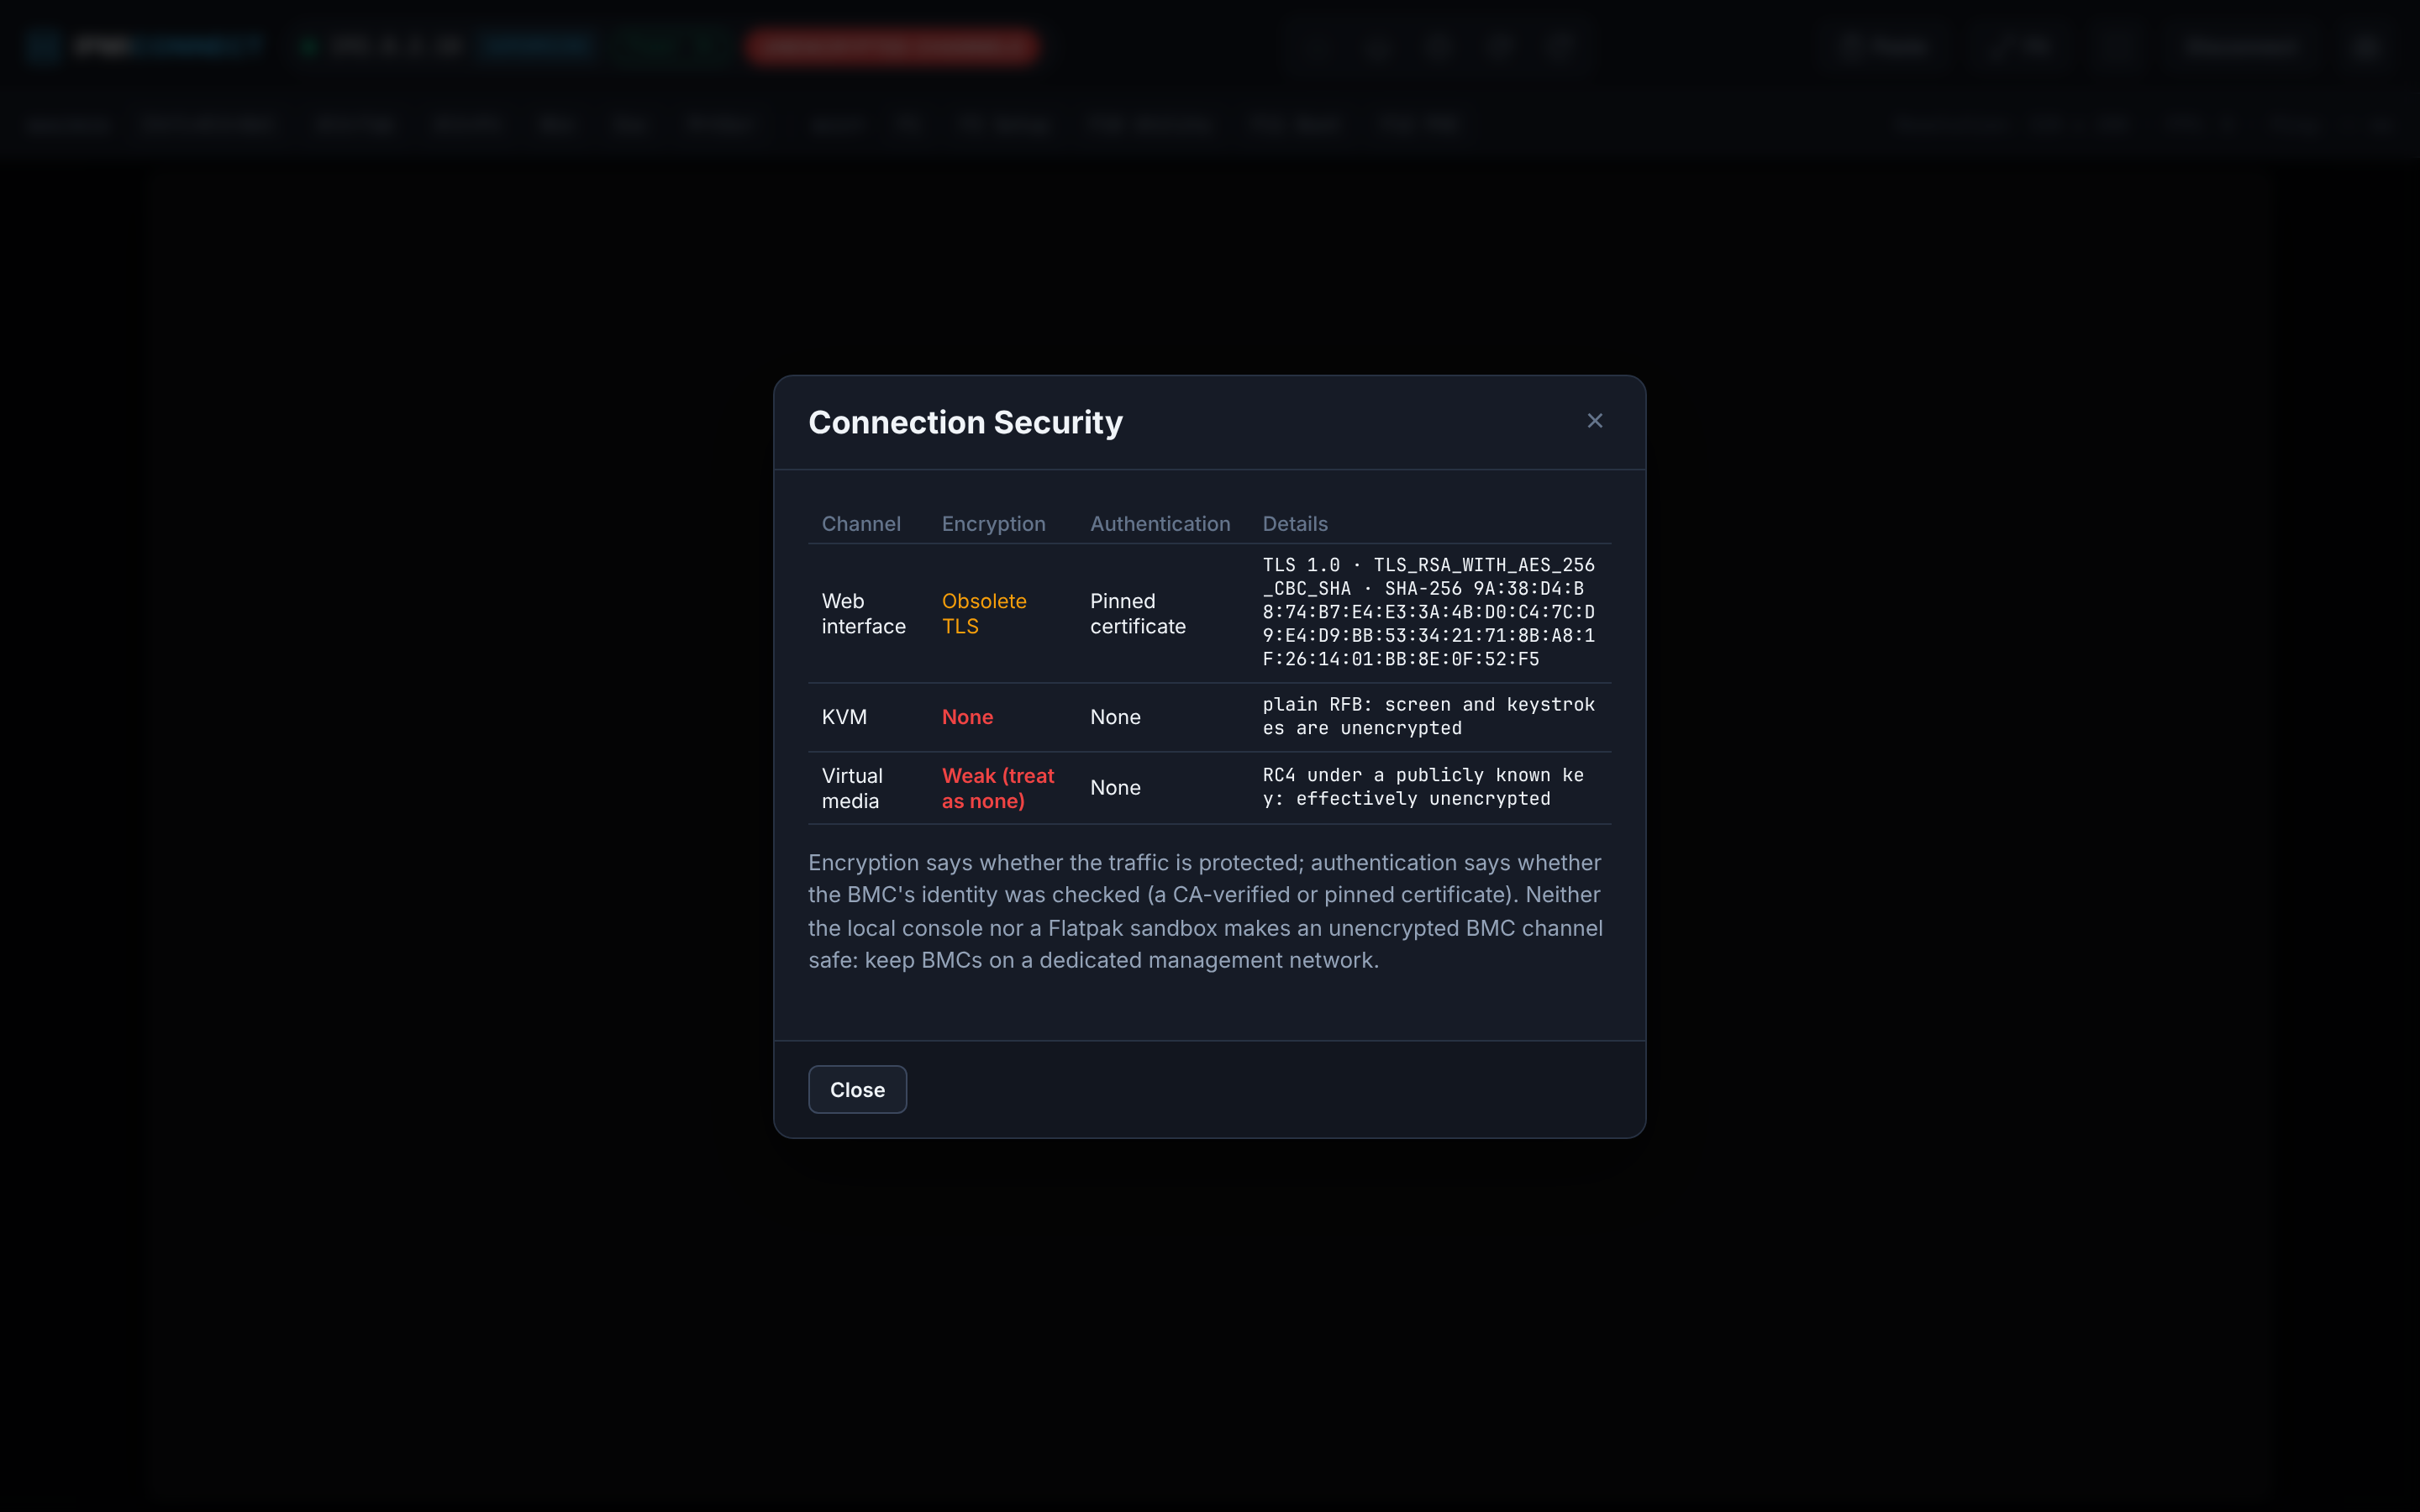 Connection Security
×
Channel Encryption Authentication Details
Web interface Obsolete TLS Pinned certificate
TLS 1.0 · TLS_RSA_WITH_AES_256
_CBC_SHA · SHA-256 9A:38:D4:B
8:74:B7:E4:E3:3A:4B:D0:C4:7C:D
9:E4:D9:BB:53:34:21:71:8B:A8:1
F:26:14:01:BB:8E:0F:52:F5
KVM None None
plain RFB: screen and keystrok
es are unencrypted
Virtual media Weak (treat as none) None
RC4 under a publicly known ke
y: effectively unencrypted
Encryption says whether the traffic is protected; authentication says whether
the BMC's identity was checked (a CA-verified or pinned certificate). Neither
the local console nor a Flatpak sandbox makes an unencrypted BMC channel
safe: keep BMCs on a dedicated management network.
Close